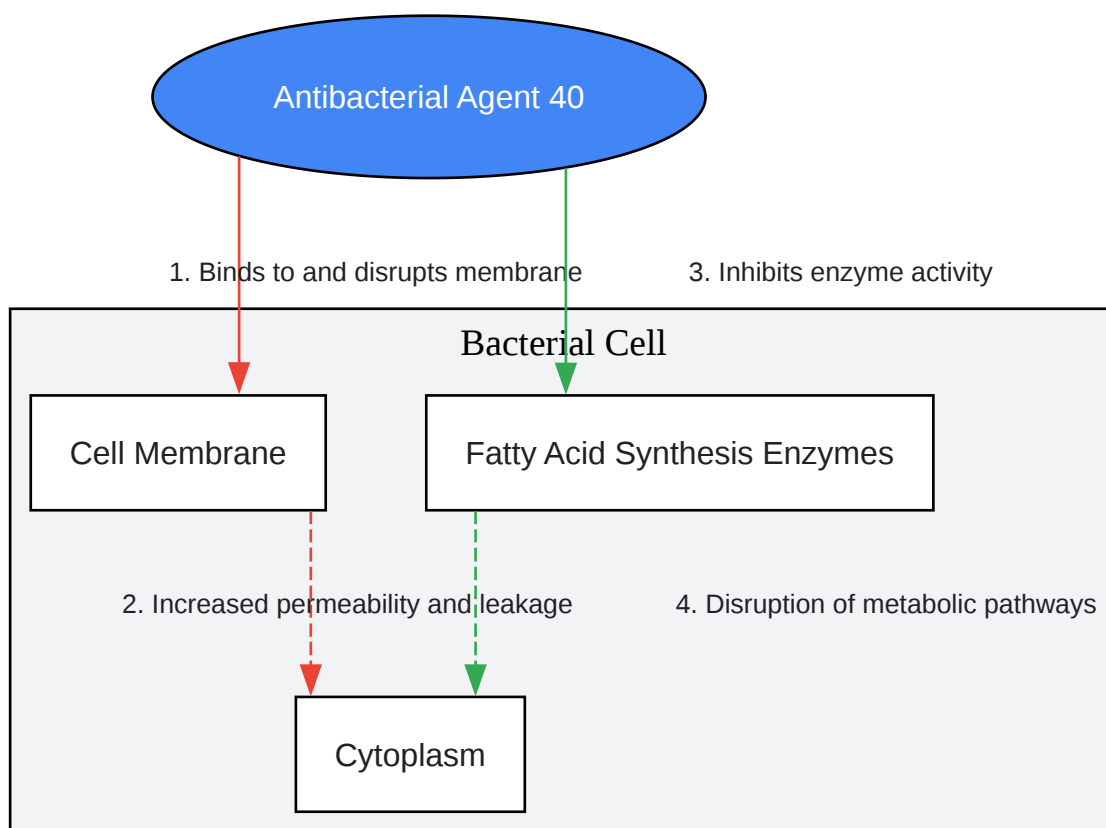 Antibacterial Agent 40
1. Binds to and disrupts membrane
3. Inhibits enzyme activity
Bacterial Cell
Cell Membrane
Fatty Acid Synthesis Enzymes
2. Increased permeability and leakage
4. Disruption of metabolic pathways
Cytoplasm